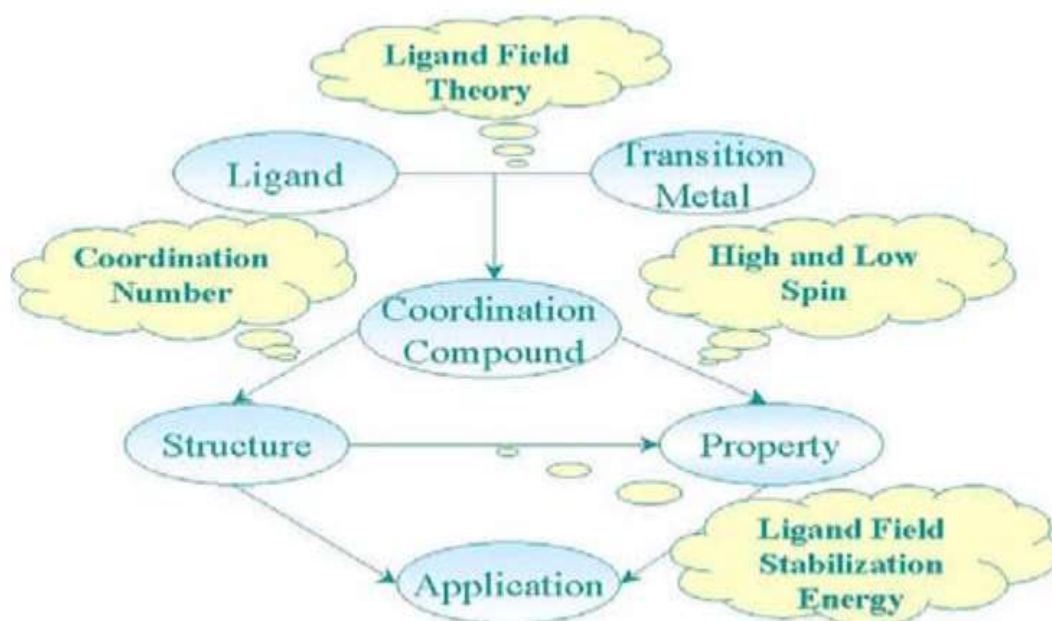 Ligand Field
Theory
Ligand
Transition
Metal
Coordination
Number
High and Low
Spin
Coordination
Compound
Structure
Property
Ligand Field
Stabilization
Energy
Application